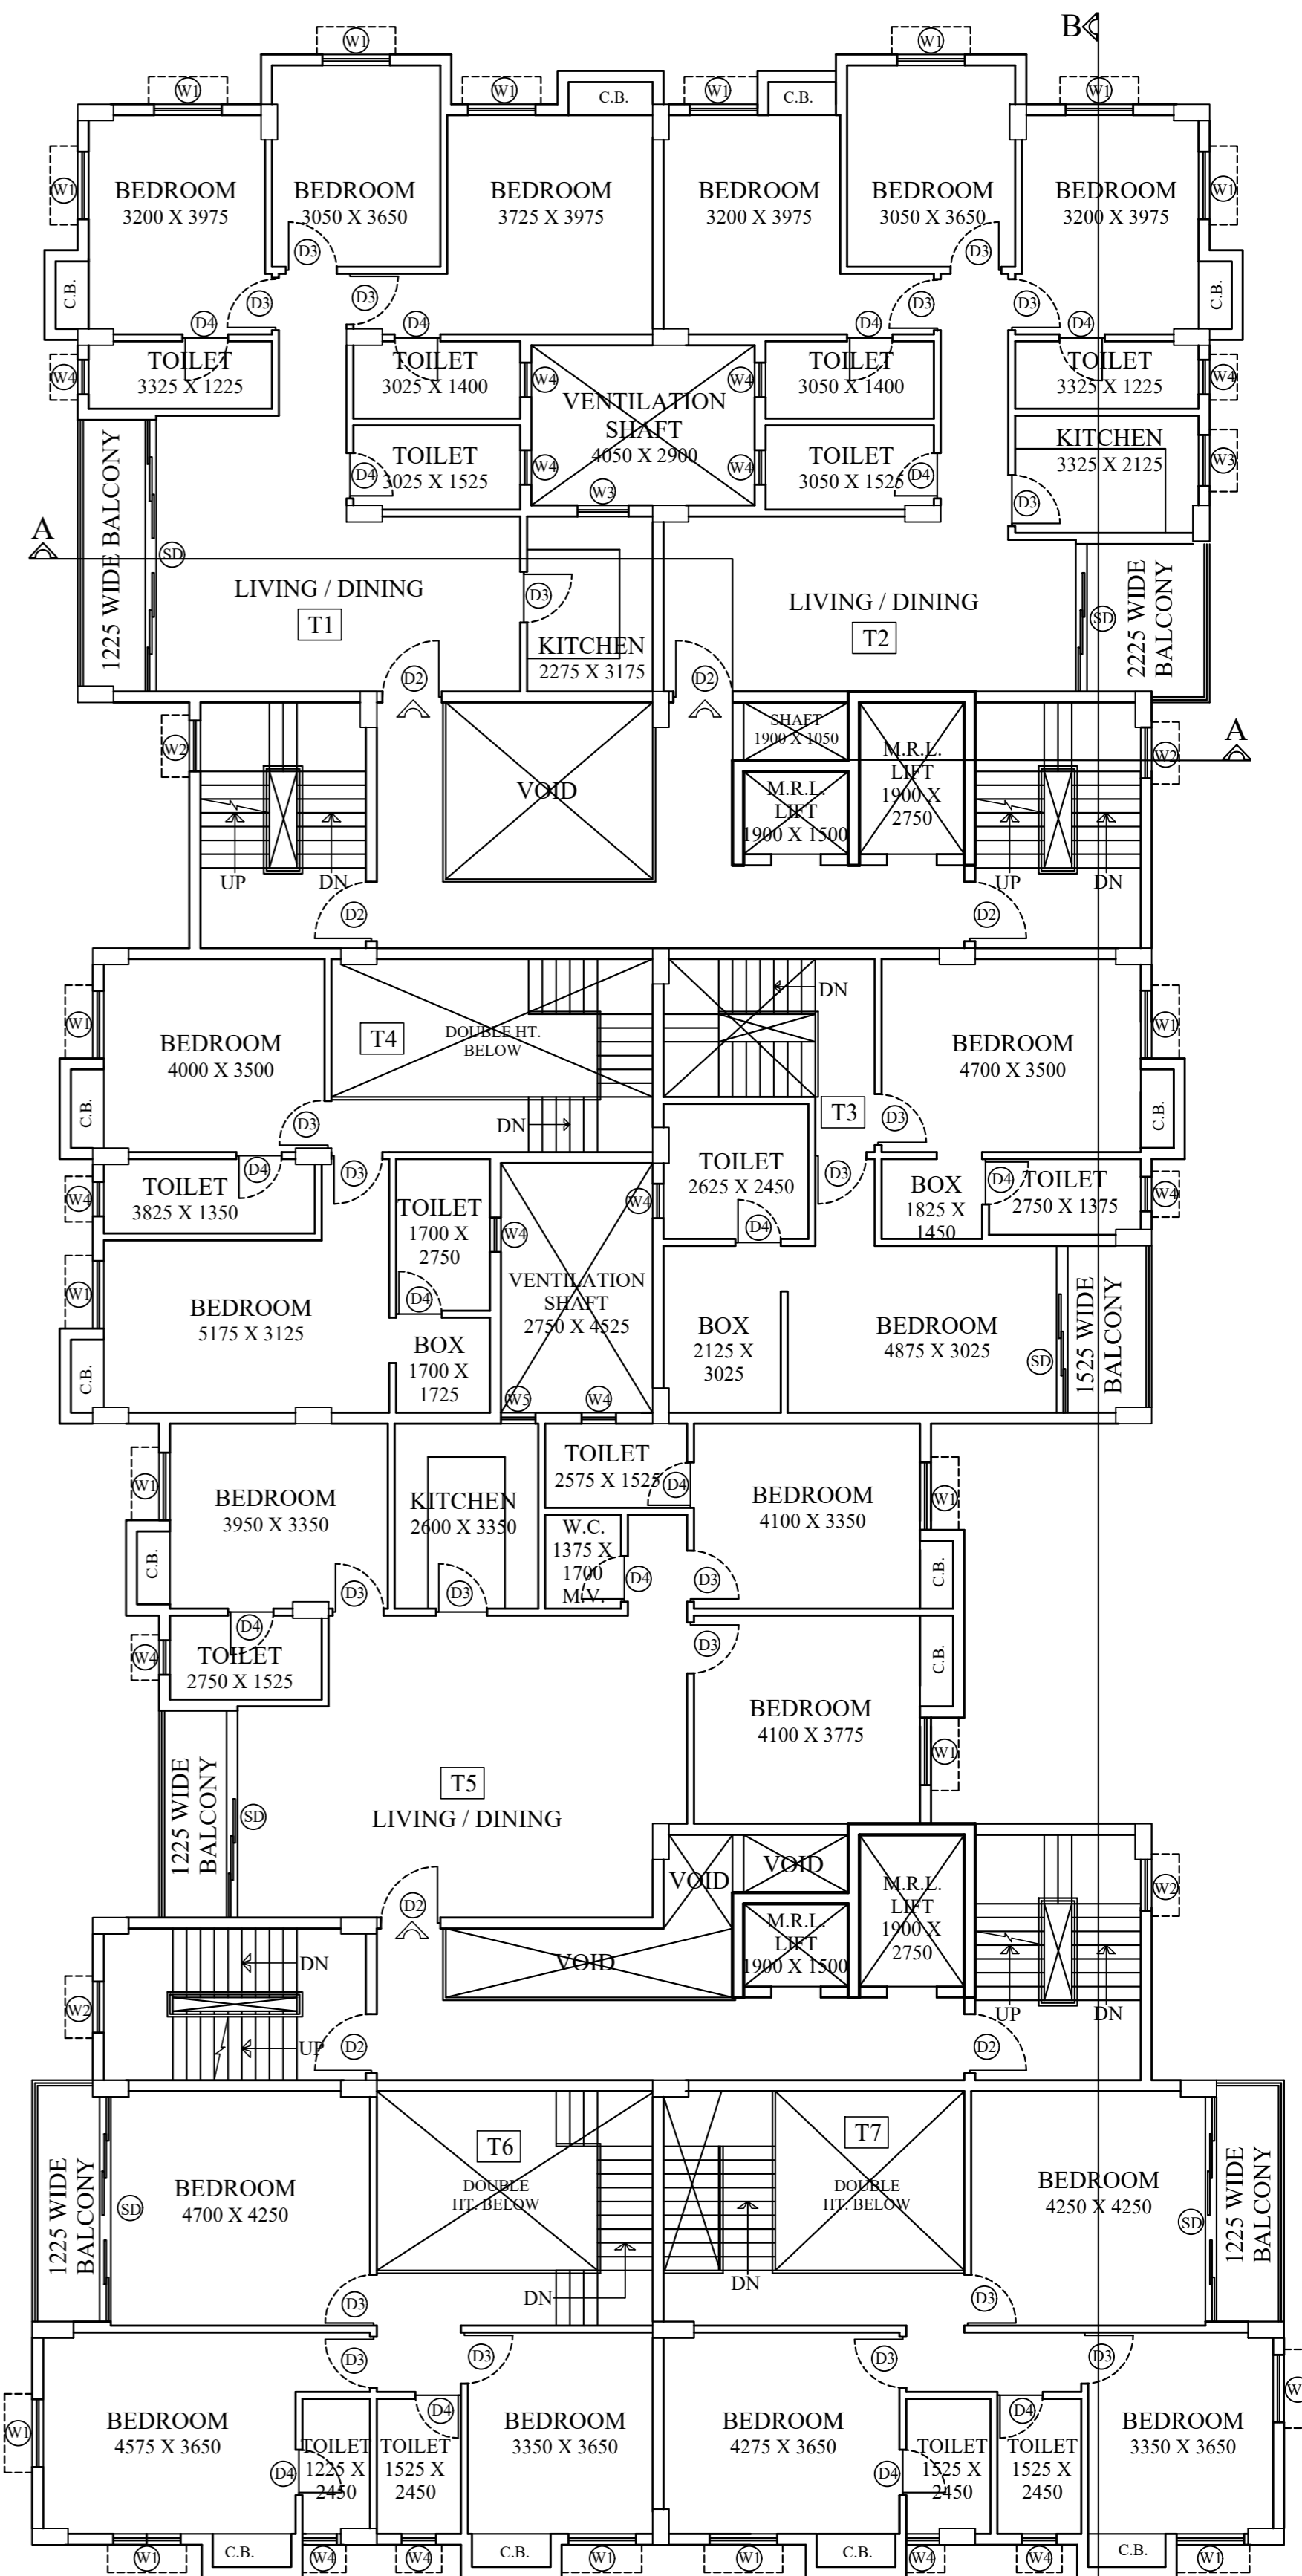 B
W1
W1
W1
W1
W1
W1
C.B.
C.B.
W1
W1
BEDROOM
3200 X 3975
BEDROOM
3050 X 3650
BEDROOM
3725 X 3975
BEDROOM
3200 X 3975
BEDROOM
3050 X 3650
BEDROOM
3200 X 3975
D3
D3
C.B.
C.B.
D3
D3
D3
D3
D4
D4
D4
D4
W4
TOILET
3325 X 1225
TOILET
3025 X 1400
W4
VENTILATION
SHAFT
4050 X 2900
W4
TOILET
3050 X 1400
TOILET
3325 X 1225
W4
D4
TOILET
3025 X 1525
W4
W4
TOILET
3050 X 1525
D4
KITCHEN
3325 X 2125
W3
W3
D3
A
1225 WIDE BALCONY
SD
LIVING / DINING
T1
D3
KITCHEN
2275 X 3175
LIVING / DINING
T2
SD
2225 WIDE
BALCONY
D2
D2
W2
VOID
SHAFT
1900 X 1050
M.R.L.
LIFT
1900 X 1500
M.R.L.
LIFT
1900 X
2750
W2
A
UP
DN
UP
DN
D2
D2
W1
BEDROOM
4000 X 3500
T4
DOUBLE HT.
BELOW
DN
BEDROOM
4700 X 3500
W1
C.B.
D3
DN
T3
D3
C.B.
D4
D3
D3
W4
TOILET
3825 X 1350
TOILET
1700 X
2750
W4
W4
TOILET
2625 X 2450
D4
BOX
1825 X
1450
D4
TOILET
2750 X 1375
W4
W1
BEDROOM
5175 X 3125
D4
VENTILATION
SHAFT
2750 X 4525
BOX
2125 X
3025
BEDROOM
4875 X 3025
SD
1525 WIDE
BALCONY
C.B.
BOX
1700 X
1725
W5
W4
W1
BEDROOM
3950 X 3350
KITCHEN
2600 X 3350
TOILET
2575 X 1525
D4
BEDROOM
4100 X 3350
W1
C.B.
W.C.
1375 X
1700
M.V.
D4
D3
D3
D3
C.B.
D4
W4
TOILET
2750 X 1525
D3
C.B.
BEDROOM
4100 X 3775
W1
1225 WIDE
BALCONY
SD
T5
LIVING / DINING
VOID
VOID
M.R.L.
LIFT
1900 X
2750
W2
D2
M.R.L.
LIFT
1900 X 1500
VOID
DN
W2
UP
D2
D2
UP
DN
1225 WIDE
BALCONY
SD
BEDROOM
4700 X 4250
T6
DOUBLE
HT. BELOW
T7
DOUBLE
HT. BELOW
BEDROOM
4250 X 4250
SD
1225 WIDE
BALCONY
DN
DN
D3
D3
D3
D3
D3
D3
W1
BEDROOM
4575 X 3650
D4
TOILET
1225 X
2450
D4
TOILET
1525 X
2450
BEDROOM
3350 X 3650
BEDROOM
4275 X 3650
D4
TOILET
1525 X
2450
D4
TOILET
1525 X
2450
BEDROOM
3350 X 3650
W1
C.B.
W4
W4
C.B.
W1
W1
C.B.
W4
W4
C.B.
W1